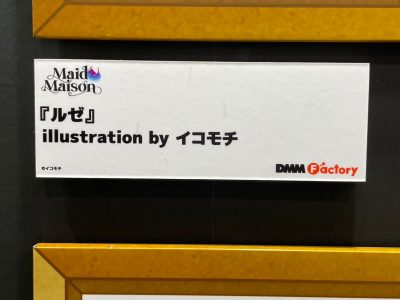 Maid
Maison
『ルゼ』
illustration by イコモチ
©イコモチ
DMM Factory